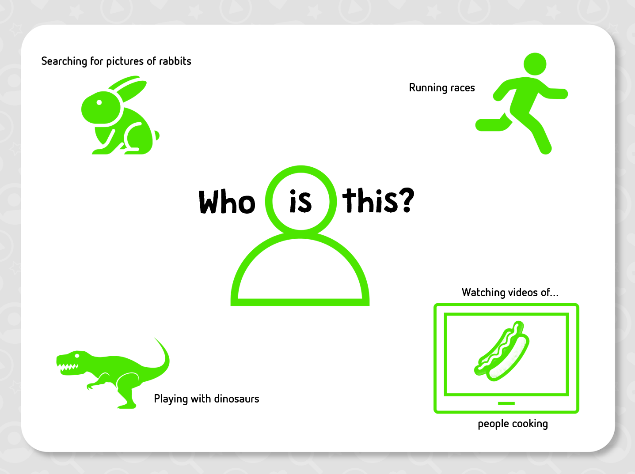 Searching for pictures of rabbits
Running races
Who is this?
Watching videos of...
Playing with dinosaurs
people cooking